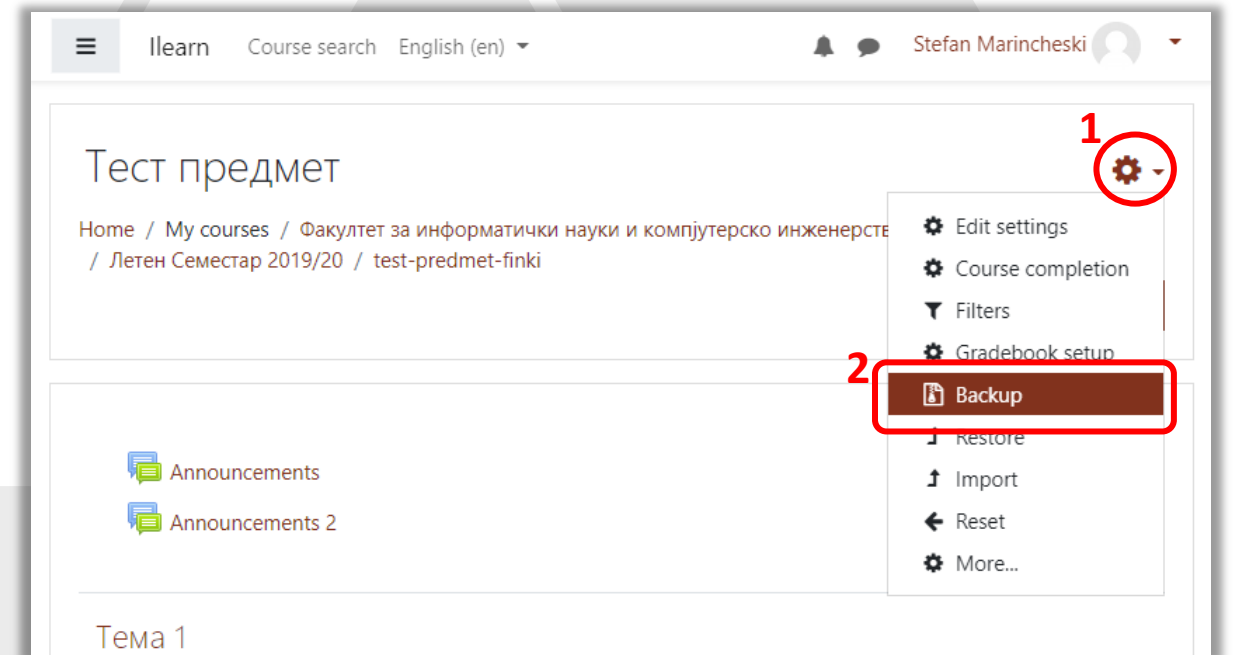 Ilearn Course search English (en) Stefan Marincheski
1
Тест предмет
Home / My courses / Факултет за информатички науки и компјутерско инженерств
/ Летен Семестар 2019/20 / test-predmet-finki
Edit settings
Course completion
Filters
Gradebook setup
2
Backup
Restore
Import
Reset
More...
Announcements
Announcements 2
Тема 1